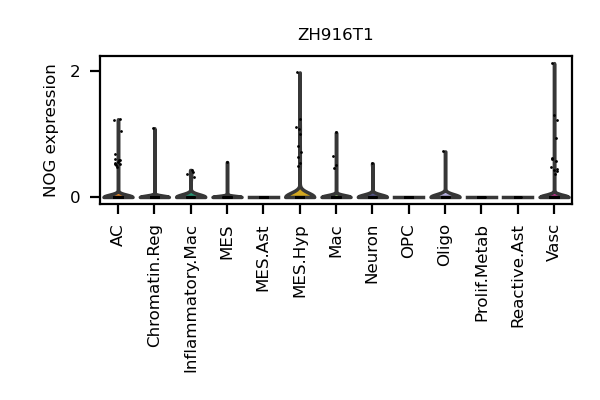 ZH916T1
NOG expression
2
0
AC
Chromatin.Reg
Inflammatory.Mac
MES
MES.Ast
MES.Hyp
Mac
Neuron
OPC
Oligo
Prolif.Metab
Reactive.Ast
Vasc